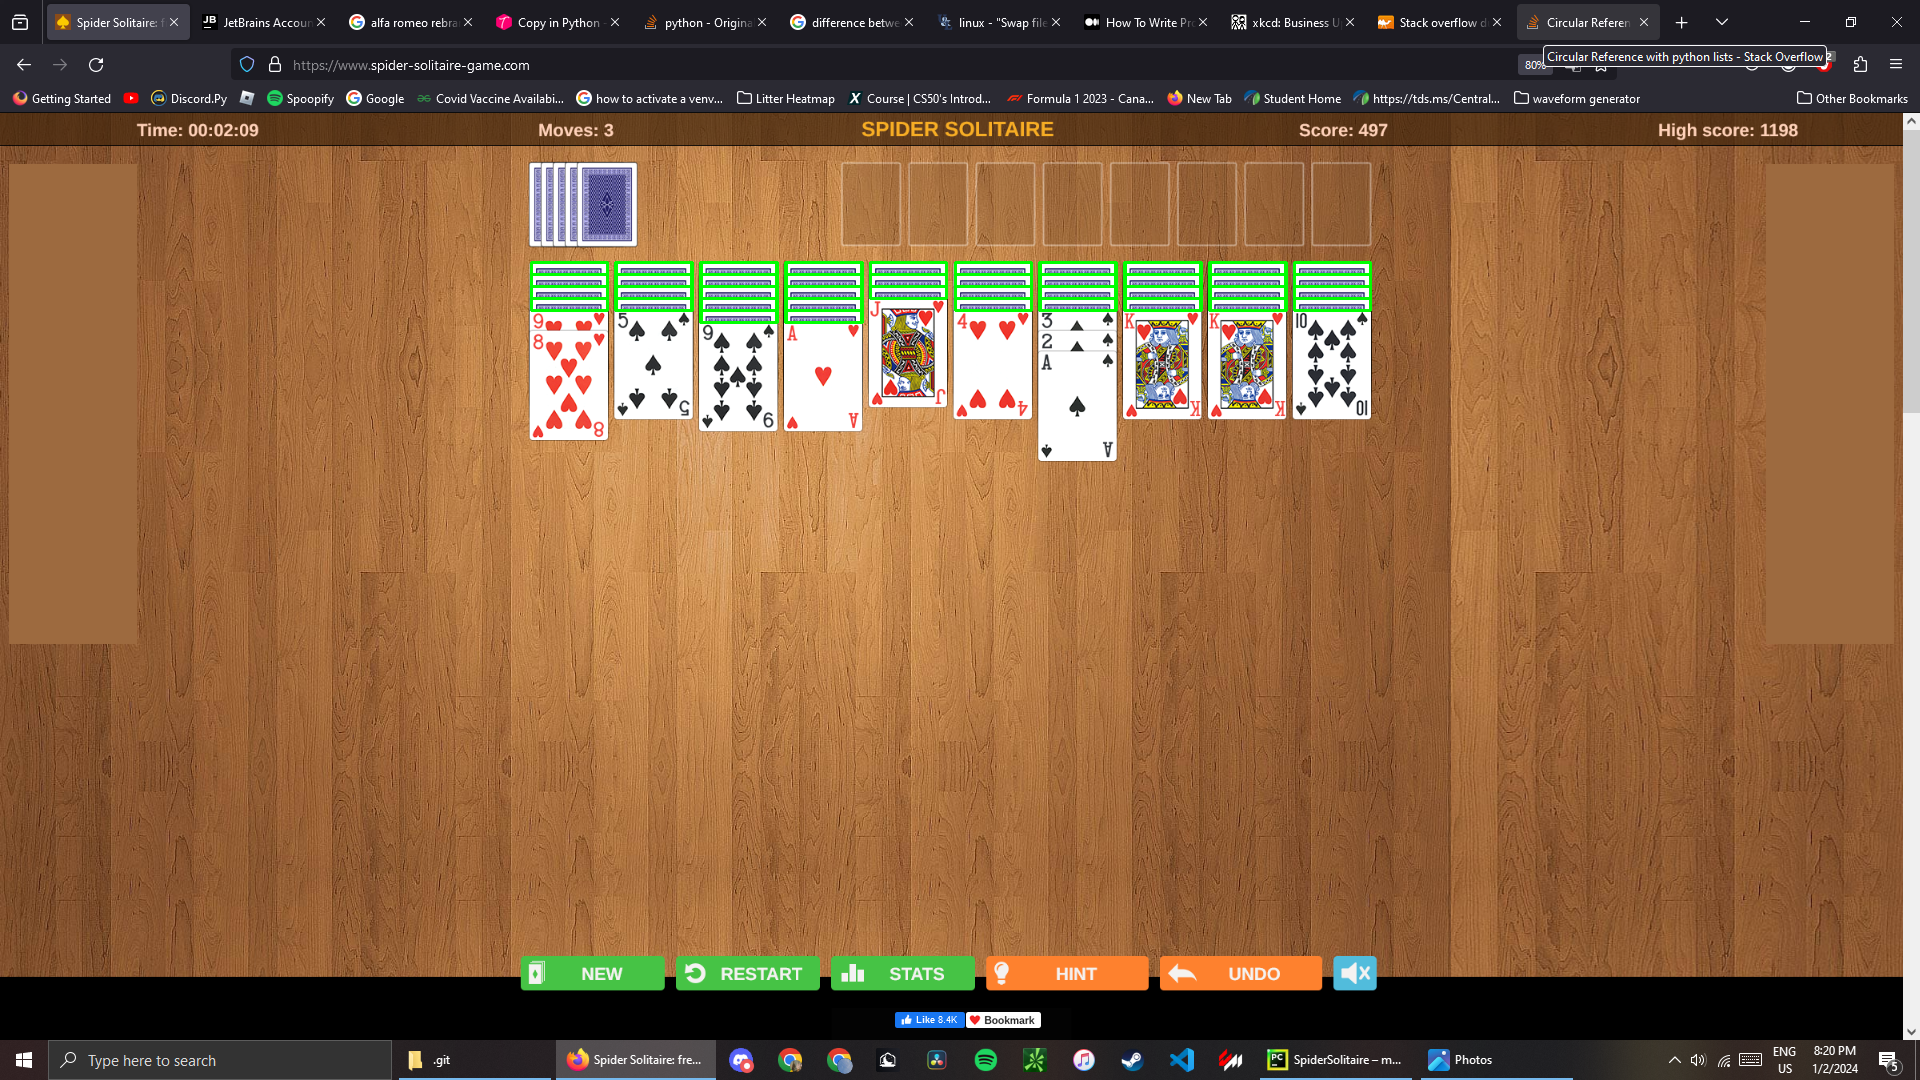 Spider Solitaire: f
JetBrains Accoun
alfa romeo rebra
Copy in Python -
python - Origina
difference betwe
linux - "Swap file
How To Write Pr
xkcd: Business U
Stack overflow d
Circular Referen
https://www.spider-solitaire-game.com
80%
Circular Reference with python lists - Stack Overflow
2
Getting Started
Discord.Py
Spoopify
Google
Covid Vaccine Availabi...
how to activate a venv...
Litter Heatmap
Course | CS50's Introd...
Formula 1 2023 - Cana...
New Tab
Student Home
https://tds.ms/Central...
waveform generator
Other Bookmarks
Time: 00:02:09
Moves: 3
SPIDER SOLITAIRE
Score: 497
High score: 1198
9
8
8
5
5
9
9
A
A
J
J
4
4
3
2
A
A
K
K
K
K
10
10
NEW
RESTART
STATS
HINT
UNDO
Like 8.4K
Bookmark
Type here to search
.git
Spider Solitaire: fre...
SpiderSolitaire – m...
Photos
ENG
US
8:20 PM
1/2/2024
5